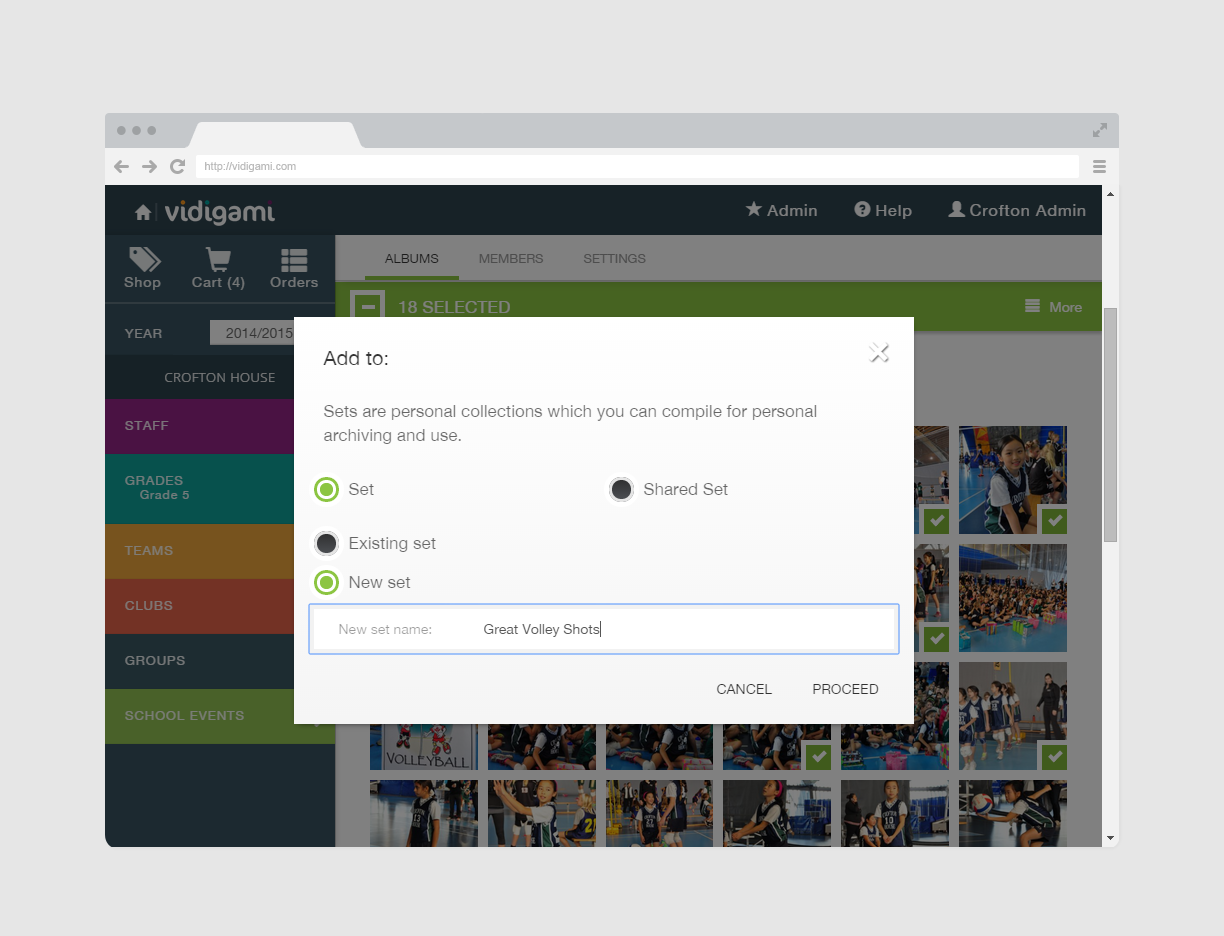 http://vidigami.com
vidigami
Admin
Help
Crofton Admin
Shop
Cart (4)
Orders
ALBUMS
MEMBERS
SETTINGS
18 SELECTED
More
YEAR
2014/2015
CROFTON HOUSE
STAFF
GRADES
Grade 5
TEAMS
CLUBS
GROUPS
SCHOOL EVENTS
Add to:
Sets are personal collections which you can compile for personal
archiving and use.
Set
Shared Set
Existing set
New set
New set name: Great Volley Shots
CANCEL
PROCEED
VOLLEYBALL